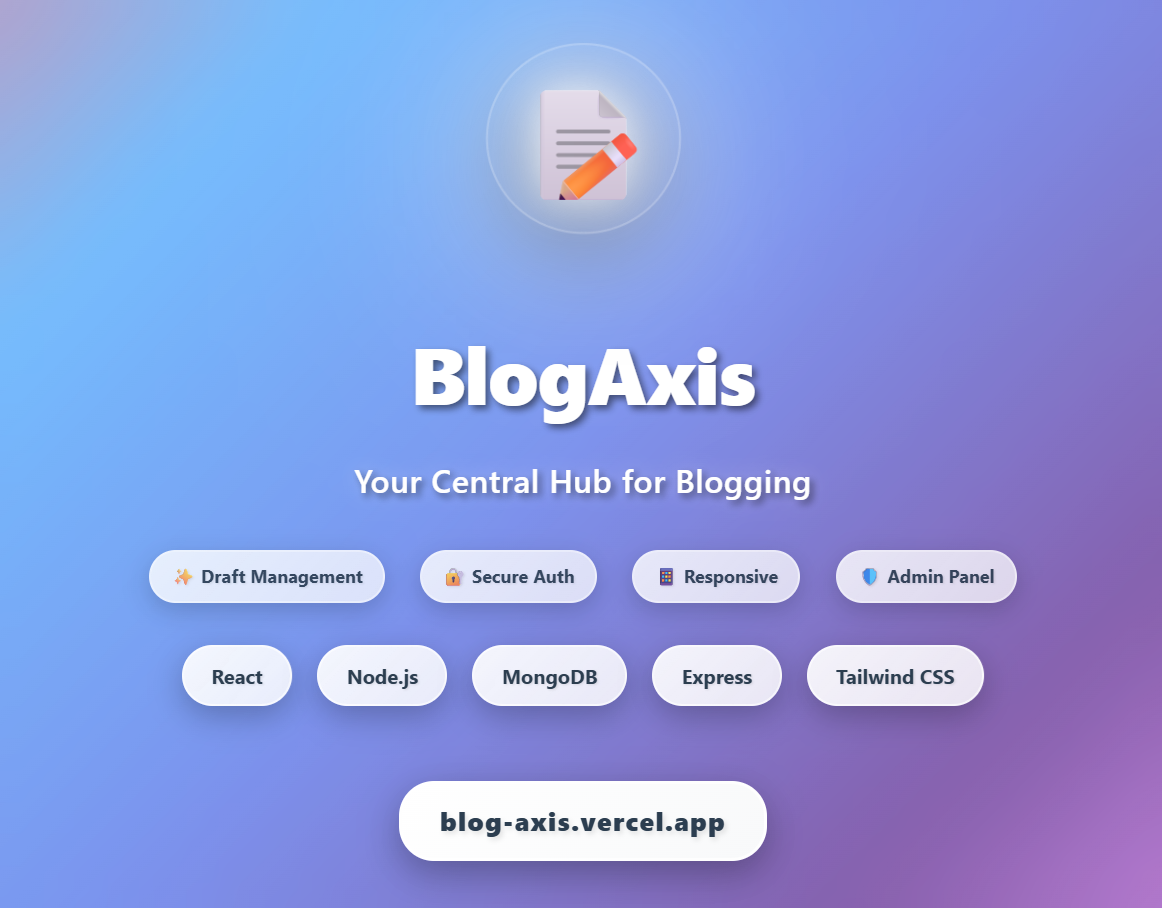 BlogAxis
Your Central Hub for Blogging
Draft Management Secure Auth Responsive Admin Panel
React Node.js MongoDB Express Tailwind CSS
blog-axis.vercel.app